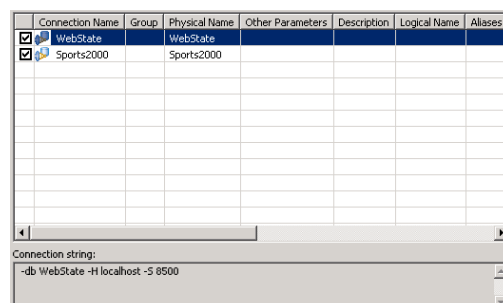 Connection Name Group Physical Name Other Parameters Description Logical Name Aliases
WebState WebState
Sports2000 Sports2000
Connection string:
-db WebState -H localhost -S 8500